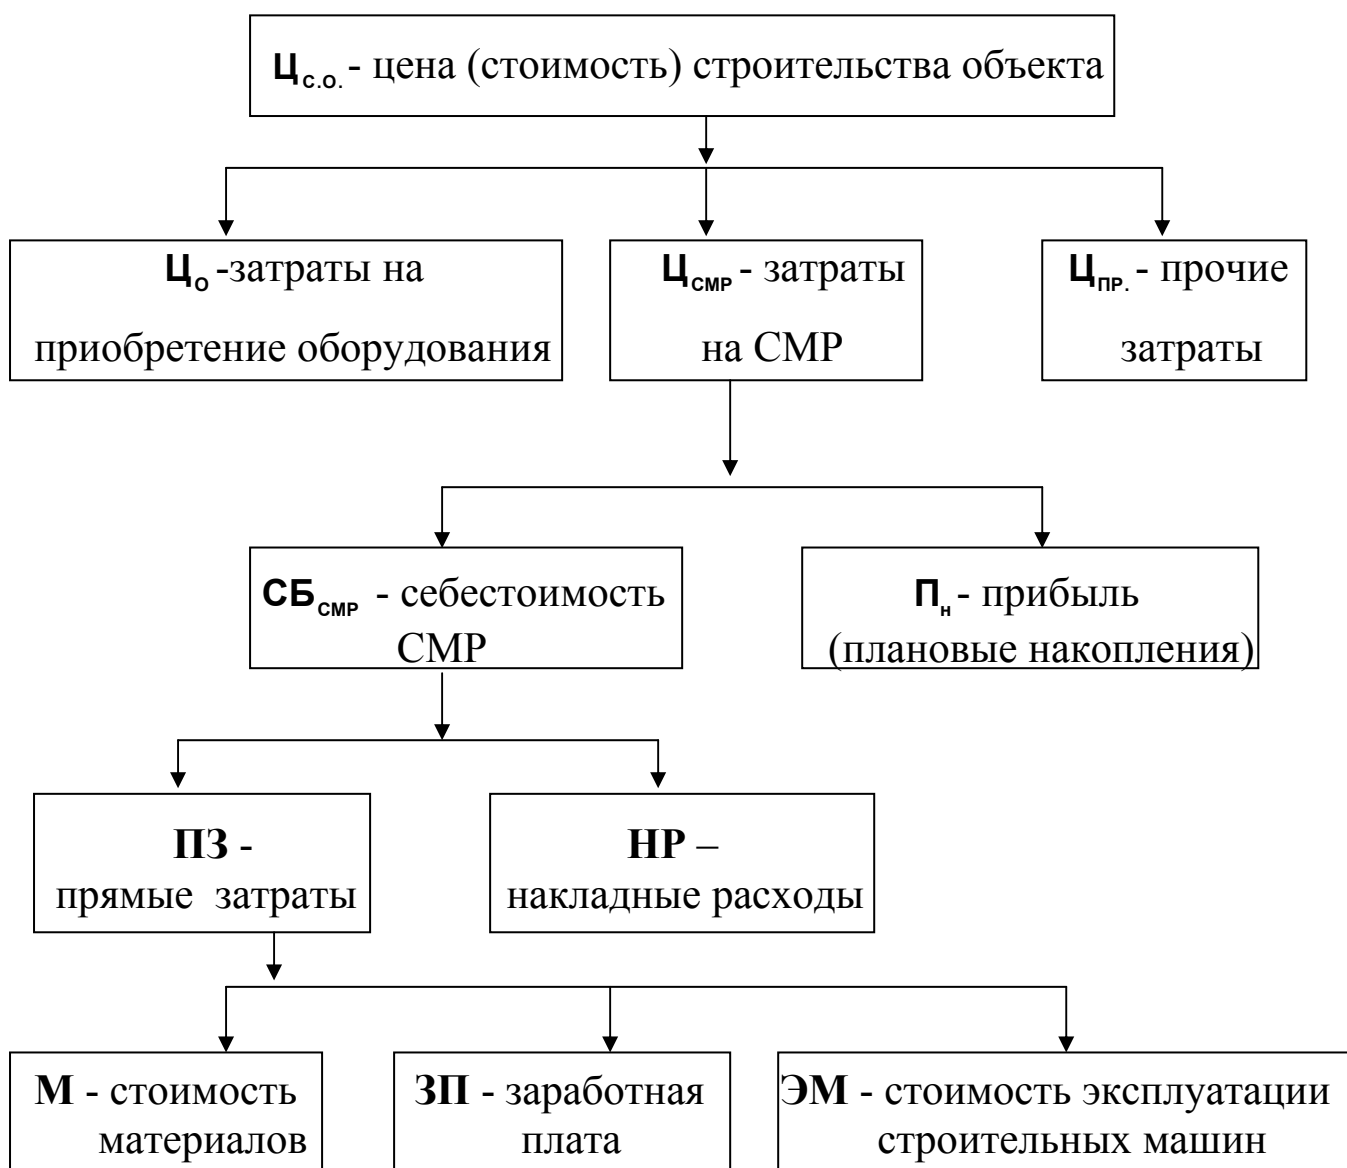 Ц с.о. - цена (стоимость) строительства объекта
Ц о -затраты на
приобретение оборудования
Ц СМР - затраты
на СМР
Ц ПР. - прочие
затраты
СБ СМР - себестоимость
СМР
П н - прибыль
(плановые накопления)
ПЗ -
прямые затраты
НР –
накладные расходы
М - стоимость
материалов
ЗП - заработная
плата
ЭМ - стоимость эксплуатации
строительных машин